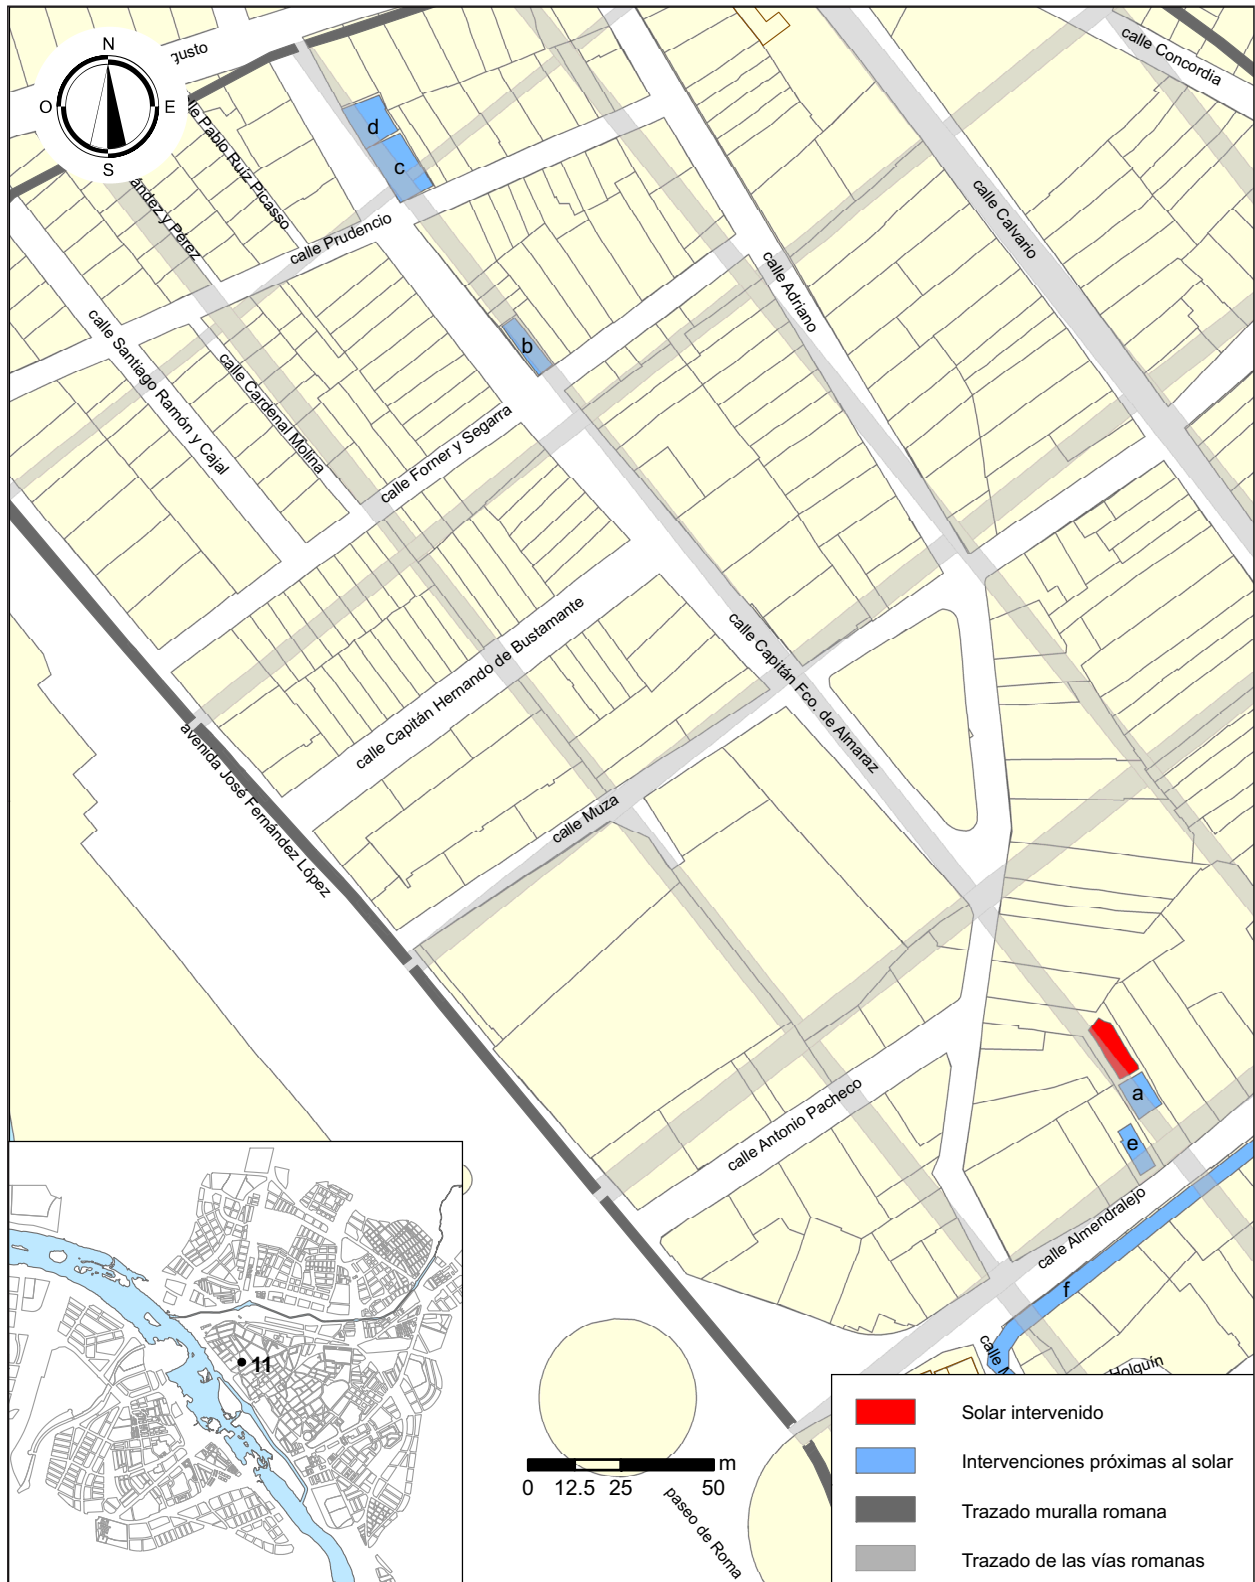 N
O
E
S
gusto
calle Concordia
lle Pablo Ruiz Picasso
ández y Pérez
d
c
calle Prudencio
calle Calvario
calle Adriano
b
calle Santiago Ramón y Cajal
calle Cardenal Molina
calle Forner y Segarra
calle Capitán Hernando de Bustamante
calle Capitán Fco. de Almaraz
avenida José Fernández López
calle Muza
a
calle Antonio Pacheco
e
calle Almendralejo
f
calle
Holguín
11
m
0 12.5 25 50
paseo de Roma
Solar intervenido
Intervenciones próximas al solar
Trazado muralla romana
Trazado de las vías romanas